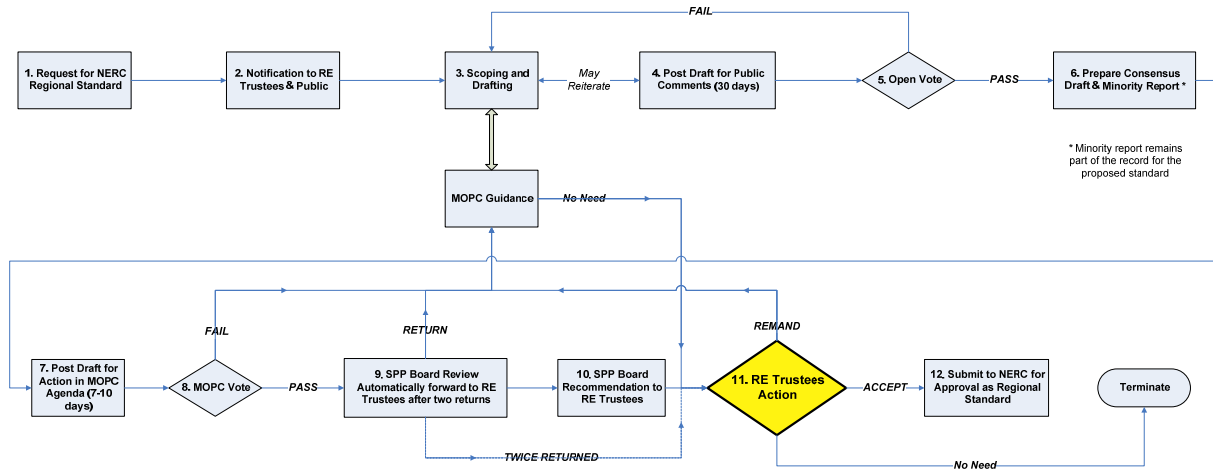 FAIL
1. Request for NERC
Regional Standard
2. Notification to RE
Trustees & Public
3. Scoping and
Drafting
May
Reiterate
4. Post Draft for Public
Comments (30 days)
5. Open Vote
PASS
6. Prepare Consensus
Draft & Minority Report *
* Minority report remains
part of the record for the
proposed standard
MOPC Guidance
No Need
FAIL
RETURN
REMAND
7. Post Draft for
Action in MOPC
Agenda (7-10
days)
8. MOPC Vote
PASS
9. SPP Board Review
Automatically forward to RE
Trustees after two returns
10. SPP Board
Recommendation to
RE Trustees
11. RE Trustees
Action
ACCEPT
12. Submit to NERC for
Approval as Regional
Standard
Terminate
TWICE RETURNED
No Need